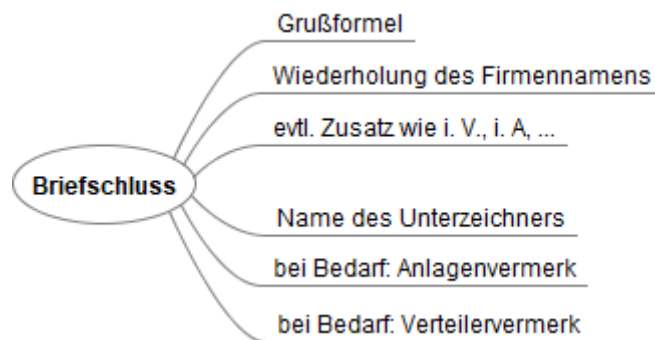 Grußformel
Wiederholung des Firmennamens
evtl. Zusatz wie i. V., i. A, ...
Briefschluss
Name des Unterzeichners
bei Bedarf: Anlagenvermerk
bei Bedarf: Verteilervermerk